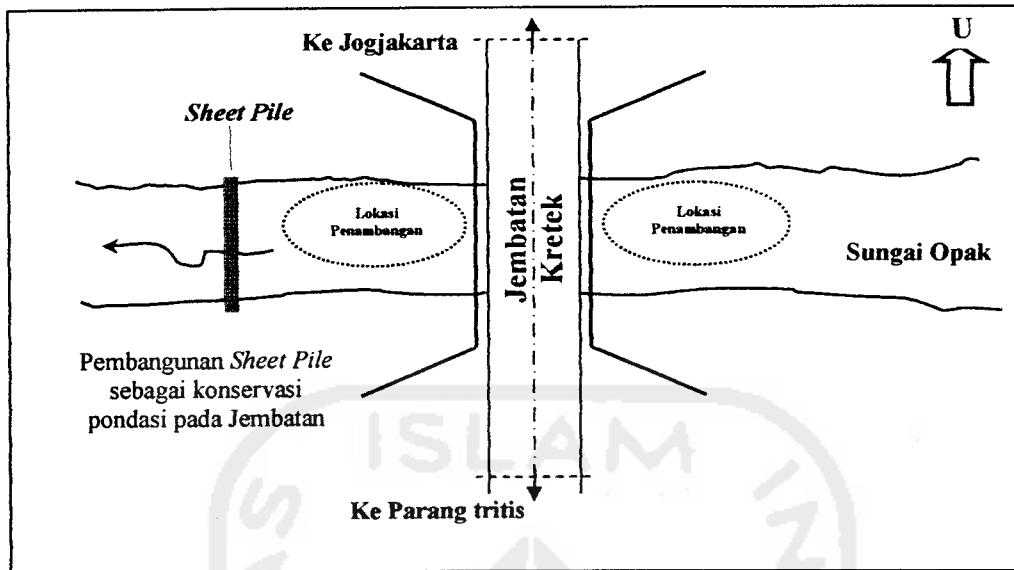 Ke Jogjakarta
U
Sheet Pile
Lokasi
Penambangan
Jembatan
Kretek
Lokasi
Penambangan
Sungai Opak
Pembangunan Sheet Pile
sebagai konservasi
pondasi pada Jembatan
ISLAM
Ke Parang tritis